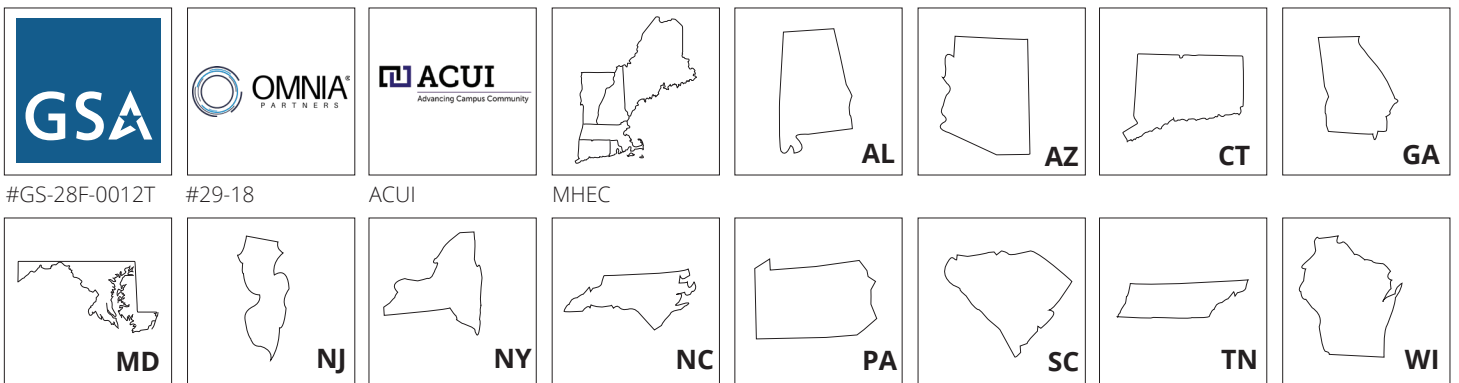 GSA
OMNIA®
PARTNERS
ACUI
Advancing Campus Community
AL
AZ
CT
GA
#GS-28F-0012T
#29-18
ACUI
MHEC
MD
NJ
NY
NC
PA
SC
TN
WI